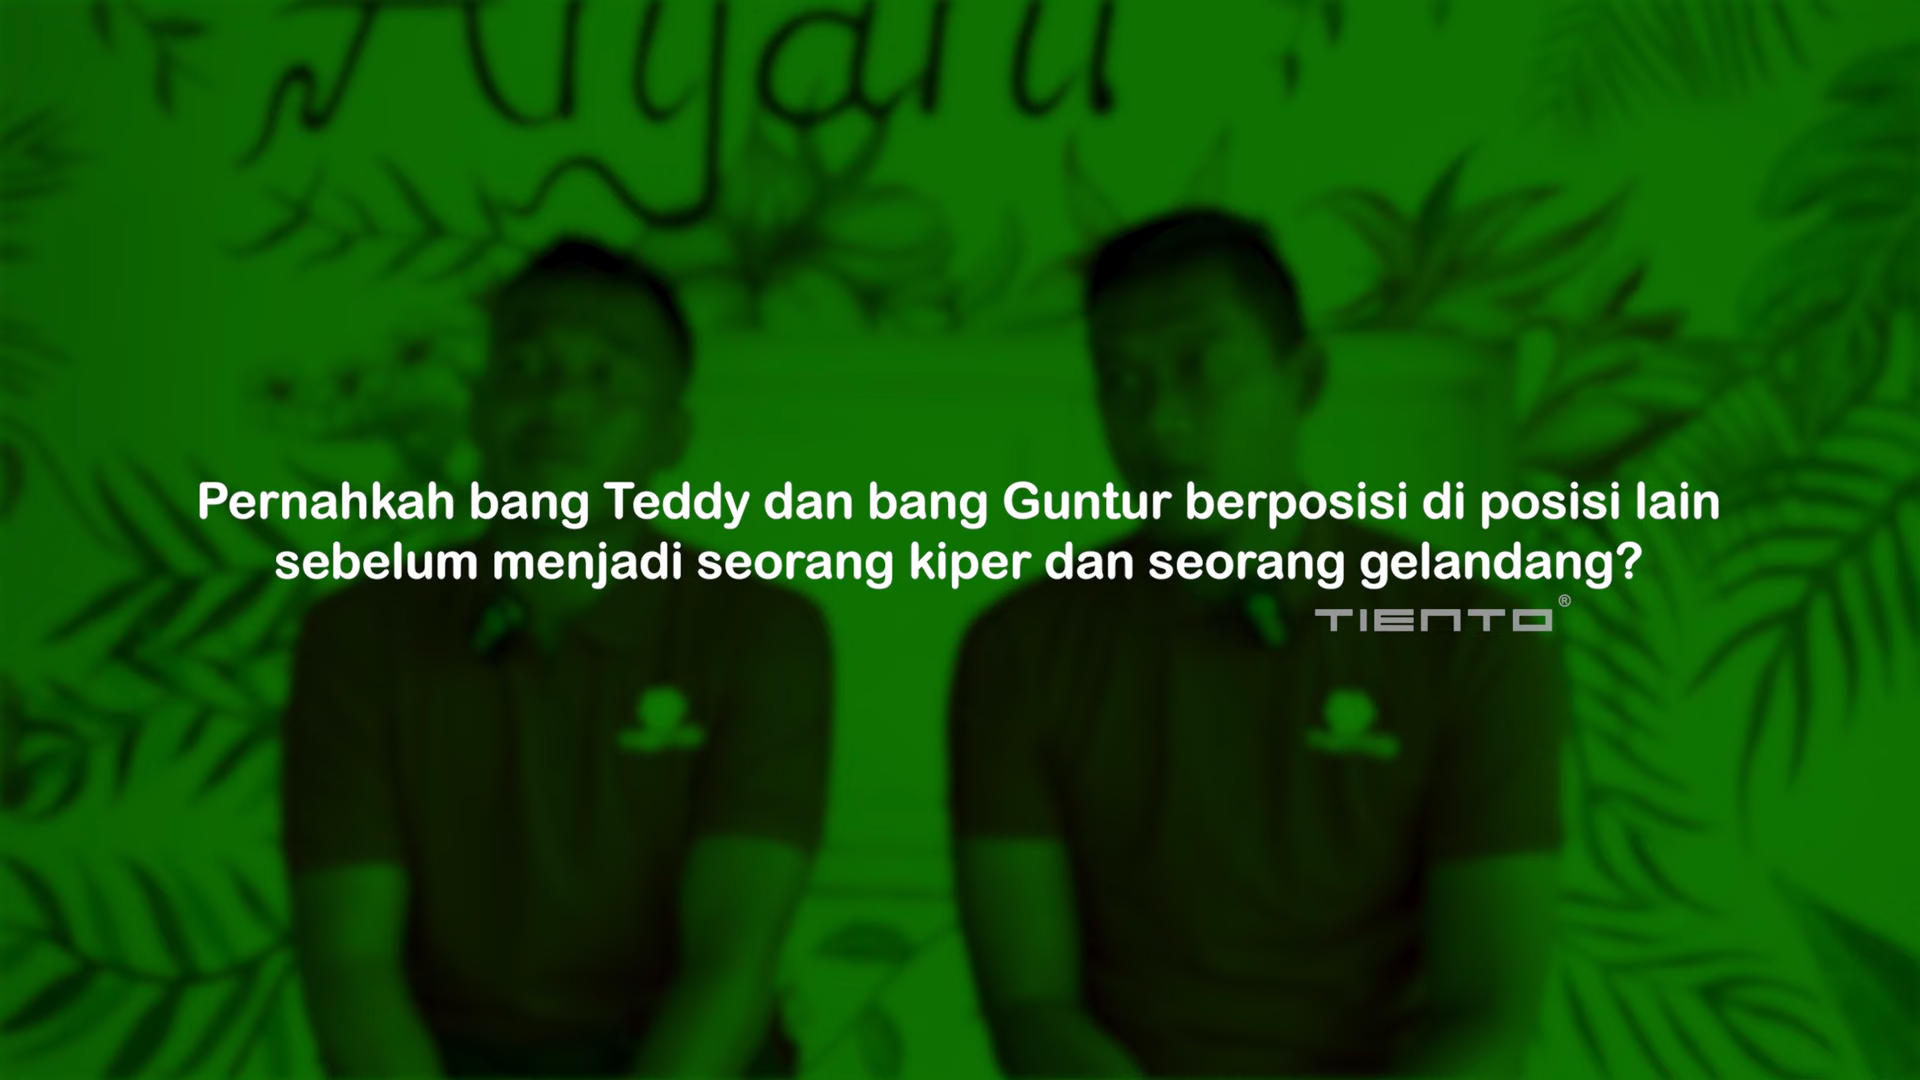 Pernahkah bang Teddy dan bang Guntur berposisi di posisi lain
sebelum menjadi seorang kiper dan seorang gelandang?
TIENTO®